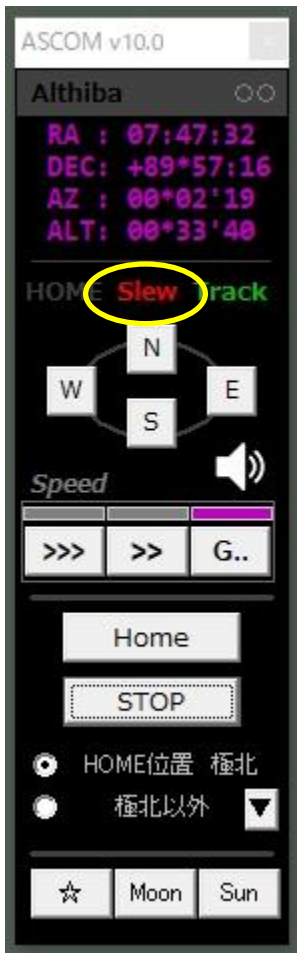 ASCOM v10.0
Althiba
RA : 07:47:32
DEC: +89*57:16
AZ : 00*02'19
ALT: 00*33'40
HOME Slew Track
N
W E
S
Speed
>>> >> G..
Home
STOP
HOME位置 極北
極北以外 ▼
☆ Moon Sun